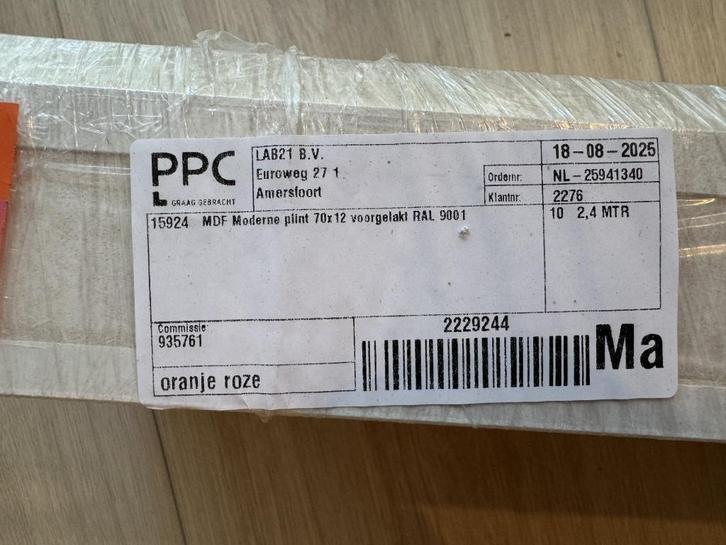 PPC
GRAAG GEBRACHT
LAB21 B.V.
Euroweg 27 1
Amersfoort
18-08-2025
Ordernr: NL-25941340
Klantnr: 2276
15924 MDF Moderne plint 70x12 voorgelakt RAL 9001
10 2,4 MTR
Commissie:
935761
oranje roze
2229244
Ma